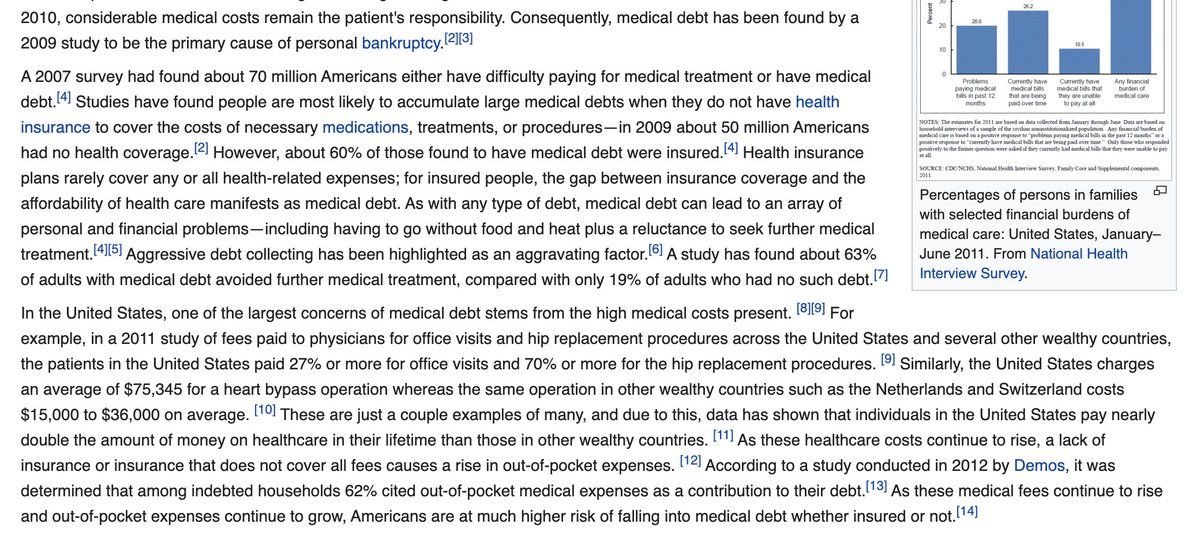 2010, considerable medical costs remain the patient's responsibility. Consequently, medical debt has been found by a
2009 study to be the primary cause of personal bankruptcy.[2][3]
A 2007 survey had found about 70 million Americans either have difficulty paying for medical treatment or have medical
debt.[4] Studies have found people are most likely to accumulate large medical debts when they do not have health
insurance to cover the costs of necessary medications, treatments, or procedures—in 2009 about 50 million Americans
had no health coverage.[2] However, about 60% of those found to have medical debt were insured.[4] Health insurance
plans rarely cover any or all health-related expenses; for insured people, the gap between insurance coverage and the
affordability of health care manifests as medical debt. As with any type of debt, medical debt can lead to an array of
personal and financial problems—including having to go without food and heat plus a reluctance to seek further medical
treatment.[4][5] Aggressive debt collecting has been highlighted as an aggravating factor.[6] A study has found about 63%
of adults with medical debt avoided further medical treatment, compared with only 19% of adults who had no such debt.[7]
In the United States, one of the largest concerns of medical debt stems from the high medical costs present. [8][9] For
example, in a 2011 study of fees paid to physicians for office visits and hip replacement procedures across the United States and several other wealthy countries,
the patients in the United States paid 27% or more for office visits and 70% or more for the hip replacement procedures. [9] Similarly, the United States charges
an average of $75,345 for a heart bypass operation whereas the same operation in other wealthy countries such as the Netherlands and Switzerland costs
$15,000 to $36,000 on average. [10] These are just a couple examples of many, and due to this, data has shown that individuals in the United States pay nearly
double the amount of money on healthcare in their lifetime than those in other wealthy countries. [11] As these healthcare costs continue to rise, a lack of
insurance or insurance that does not cover all fees causes a rise in out-of-pocket expenses. [12] According to a study conducted in 2012 by Demos, it was
determined that among indebted households 62% cited out-of-pocket medical expenses as a contribution to their debt.[13] As these medical fees continue to rise
and out-of-pocket expenses continue to grow, Americans are at much higher risk of falling into medical debt whether insured or not.[14]
Percent
30
20
10
0
20.0
26.2
10.5
Problems
paying medical
bills in past 12
months
Currently have
medical bills
that are being
paid over time
Currently have
medical bills that
they are unable
to pay at all
Any financial
burden of
medical care
NOTES: The estimates for 2011 are based on data collected from January through June. Data are based on
household interviews of a sample of the civilian noninstitutionalized population. Any financial burden of
medical care is based on a positive response to "problems paying medical bills in the past 12 months" or a
positive response to "currently have medical bills that are being paid over time." Only those who responded
positively to the former question were asked if they currently had medical bills that they were unable to pay
at all.
SOURCE: CDC/NCHS, National Health Interview Survey, Family Core and Supplemental components,
2011.
Percentages of persons in families
with selected financial burdens of
medical care: United States, January–
June 2011. From National Health
Interview Survey.